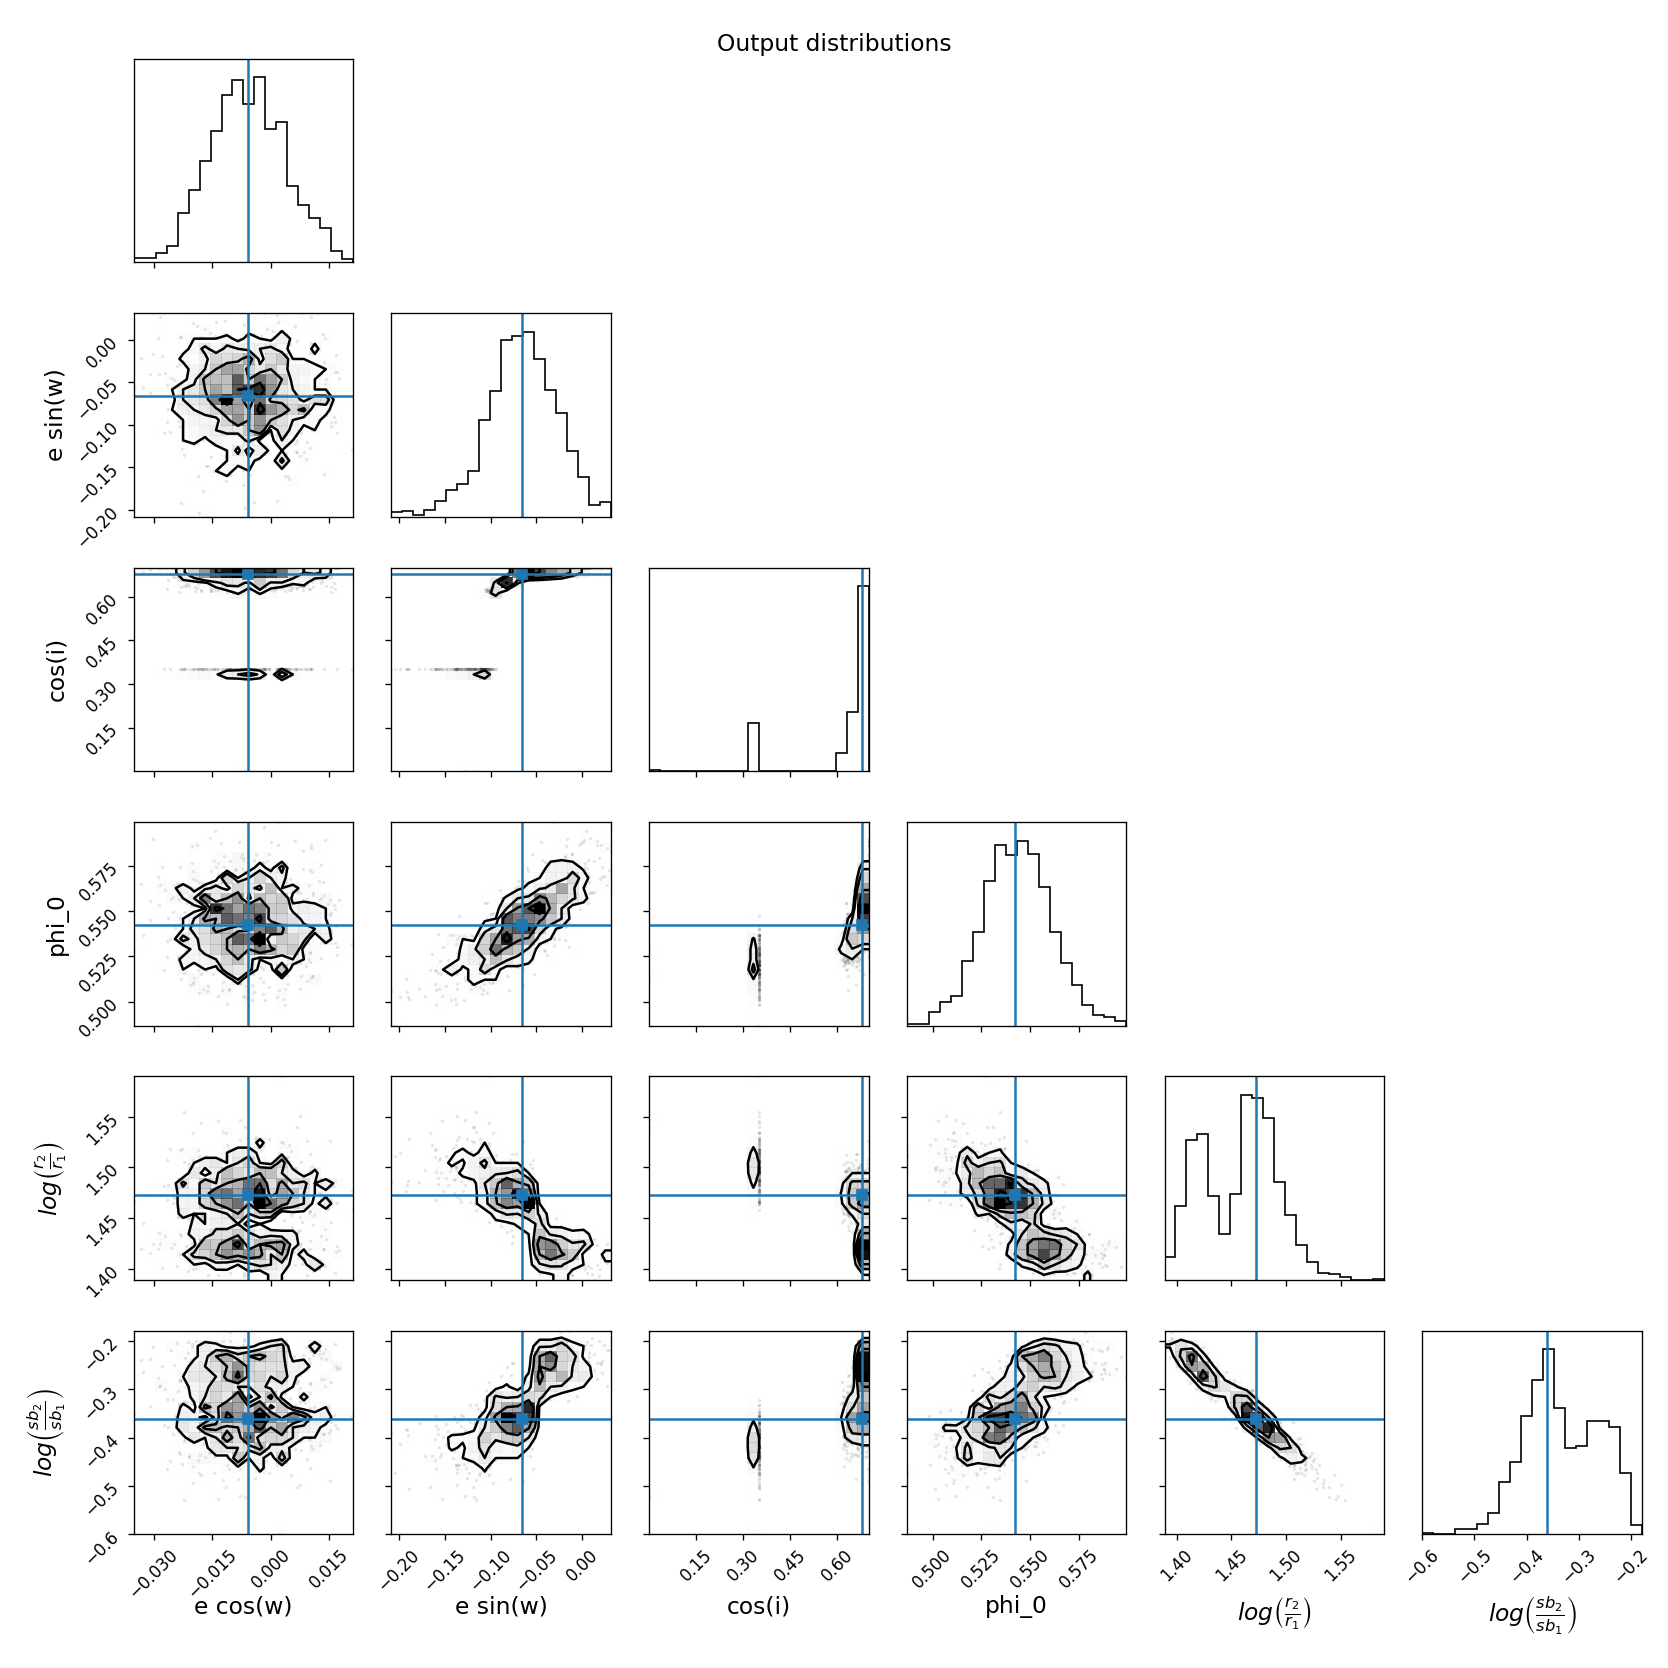 Output distributions
e sin(w)
0.00
−0.05
−0.10
−0.15
−0.20
cos(i)
0.60
0.45
0.30
0.15
phi_0
0.575
0.550
0.525
0.500
log(r2/r1)
1.55
1.50
1.45
1.40
log(sb2/sb1)
−0.2
−0.3
−0.4
−0.5
−0.6
−0.030 −0.015 0.000 0.015 −0.20 −0.15 −0.10 −0.05 0.00 0.15 0.30 0.45 0.60 0.500 0.525 0.550 0.575 1.40 1.45 1.50 1.55 −0.6 −0.5 −0.4 −0.3 −0.2
e cos(w) e sin(w) cos(i) phi_0 log(r2/r1) log(sb2/sb1)